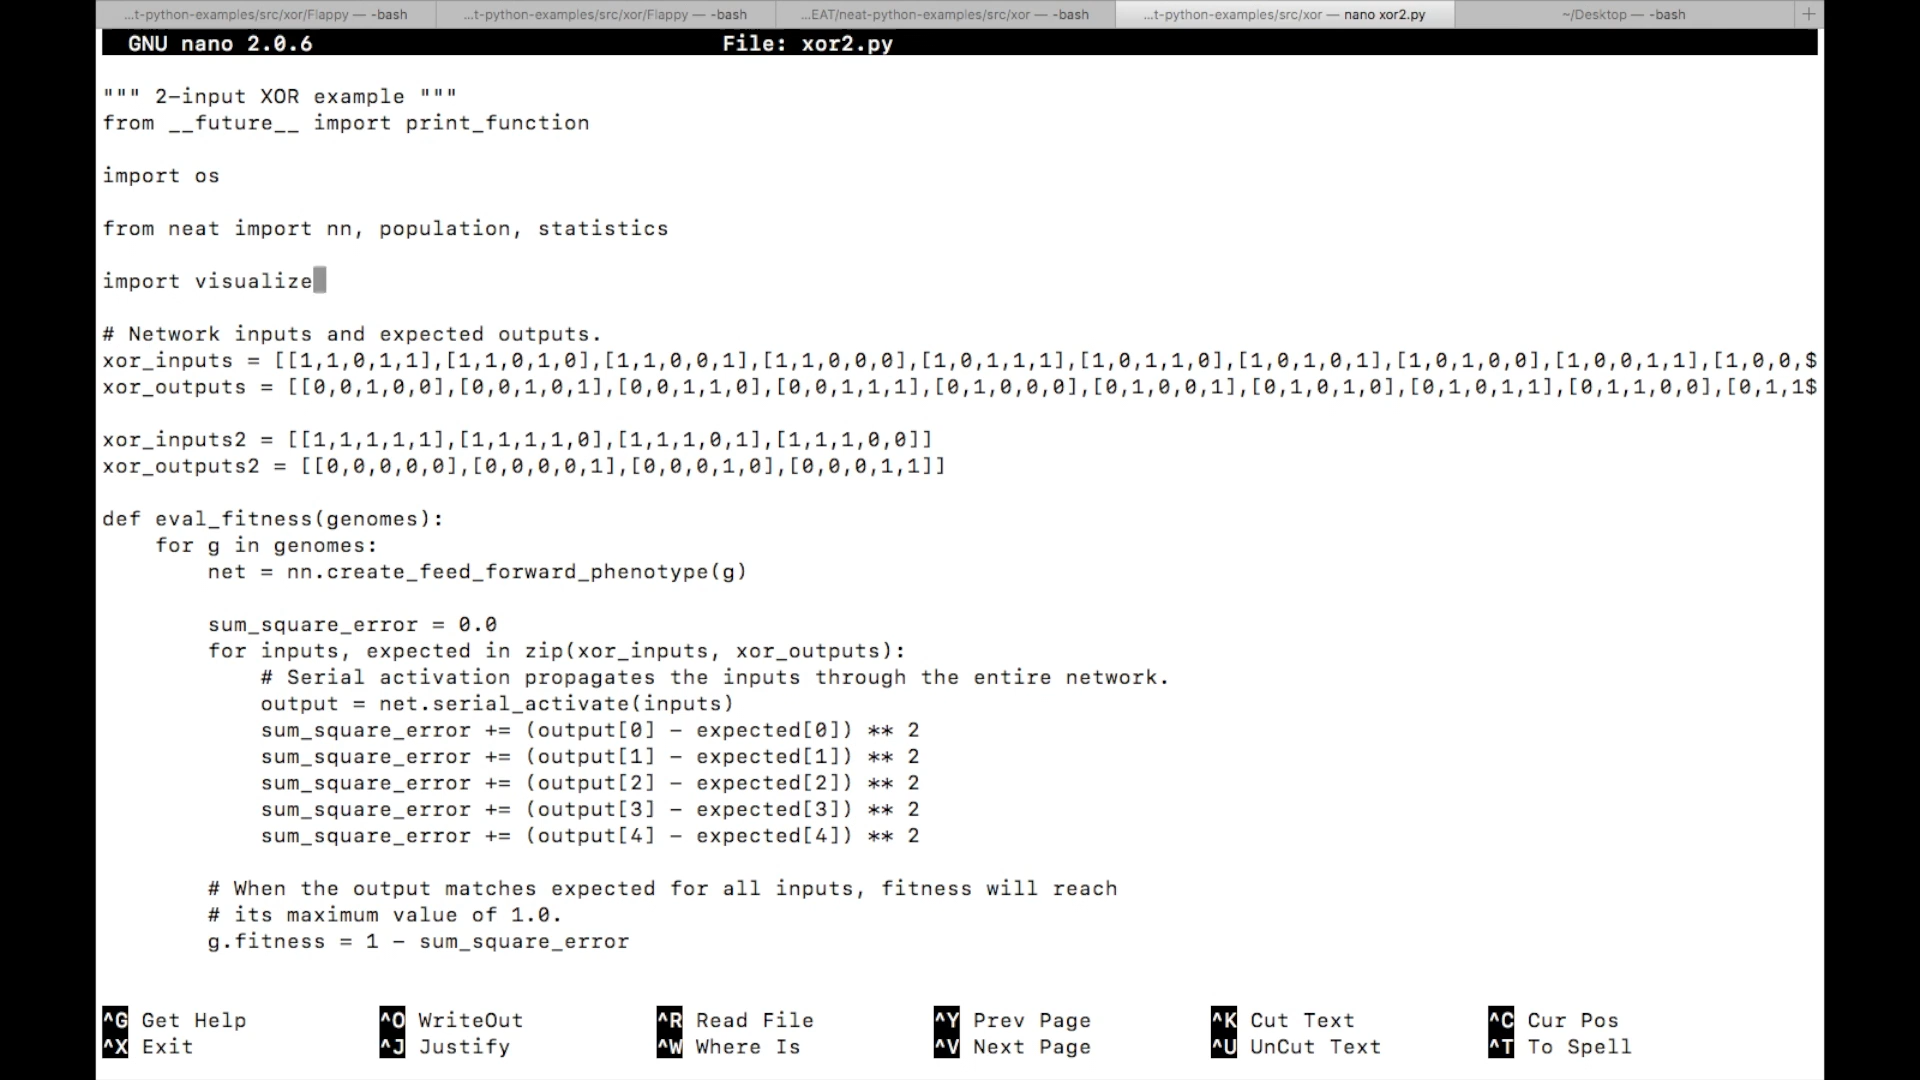 ...t-python-examples/src/xor/Flappy — -bash
...t-python-examples/src/xor/Flappy — -bash
...EAT/neat-python-examples/src/xor — -bash
...t-python-examples/src/xor — nano xor2.py
~/Desktop — -bash
+
GNU nano 2.0.6 File: xor2.py
""" 2-input XOR example """
from __future__ import print_function
import os
from neat import nn, population, statistics
import visualize
# Network inputs and expected outputs.
xor_inputs = [[1,1,0,1,1],[1,1,0,1,0],[1,1,0,0,1],[1,1,0,0,0],[1,0,1,1,1],[1,0,1,1,0],[1,0,1,0,1],[1,0,1,0,0],[1,0,0,1,1],[1,0,0,$
xor_outputs = [[0,0,1,0,0],[0,0,1,0,1],[0,0,1,1,0],[0,0,1,1,1],[0,1,0,0,0],[0,1,0,0,1],[0,1,0,1,0],[0,1,0,1,1],[0,1,1,0,0],[0,1,1$
xor_inputs2 = [[1,1,1,1,1],[1,1,1,1,0],[1,1,1,0,1],[1,1,1,0,0]]
xor_outputs2 = [[0,0,0,0,0],[0,0,0,0,1],[0,0,0,1,0],[0,0,0,1,1]]
def eval_fitness(genomes):
    for g in genomes:
        net = nn.create_feed_forward_phenotype(g)
        sum_square_error = 0.0
        for inputs, expected in zip(xor_inputs, xor_outputs):
            # Serial activation propagates the inputs through the entire network.
            output = net.serial_activate(inputs)
            sum_square_error += (output[0] - expected[0]) ** 2
            sum_square_error += (output[1] - expected[1]) ** 2
            sum_square_error += (output[2] - expected[2]) ** 2
            sum_square_error += (output[3] - expected[3]) ** 2
            sum_square_error += (output[4] - expected[4]) ** 2
        # When the output matches expected for all inputs, fitness will reach
        # its maximum value of 1.0.
        g.fitness = 1 - sum_square_error
^G Get Help ^O WriteOut ^R Read File ^Y Prev Page ^K Cut Text ^C Cur Pos
^X Exit ^J Justify ^W Where Is ^V Next Page ^U UnCut Text ^T To Spell